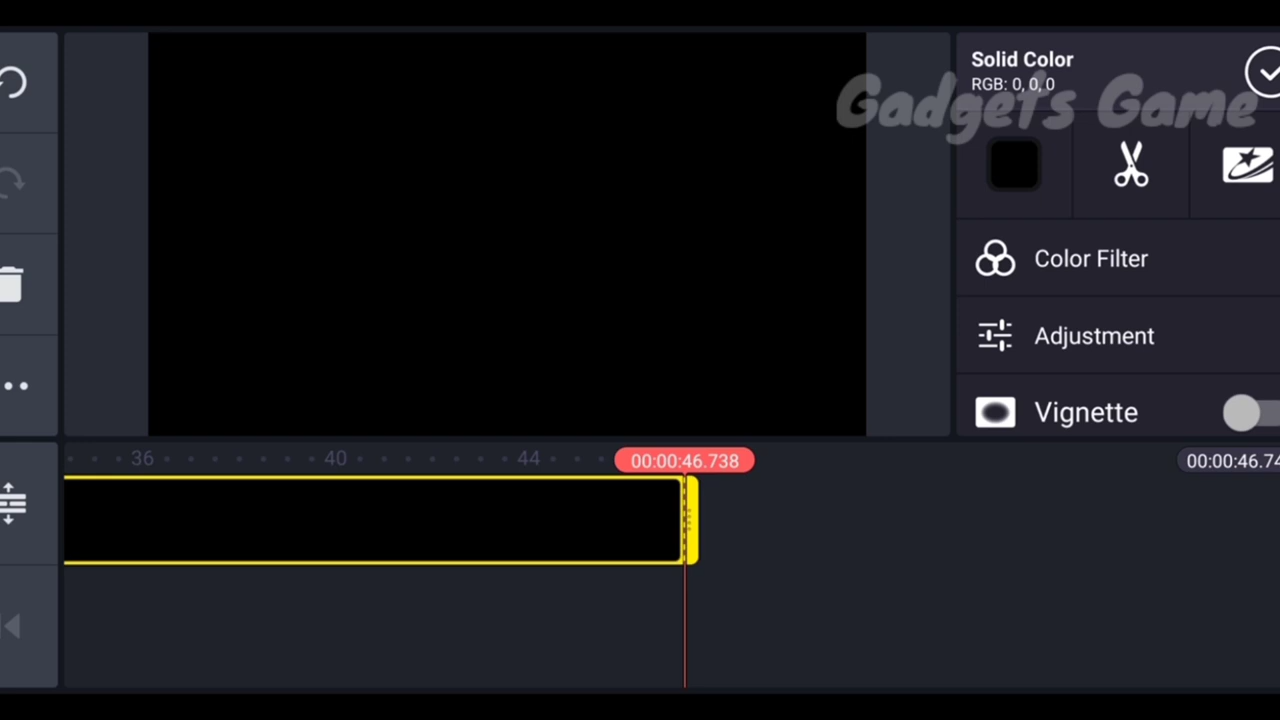 Solid Color
RGB: 0, 0, 0
Gadgets Game
Color Filter
Adjustment
Vignette
36
40
44
00:00:46.738
00:00:46.74